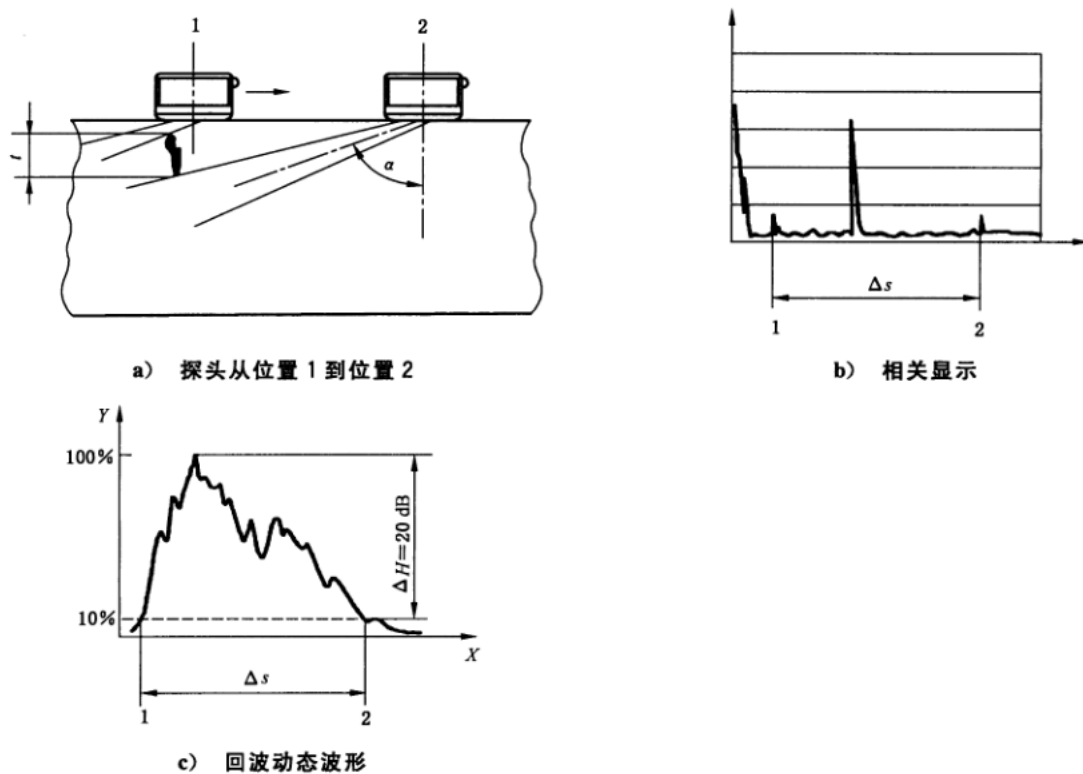 1
2
t
α
a） 探头从位置 1 到位置 2
Δs
1
2
b） 相关显示
Y
100%
10%
ΔH=20 dB
X
Δs
1
2
c） 回波动态波形